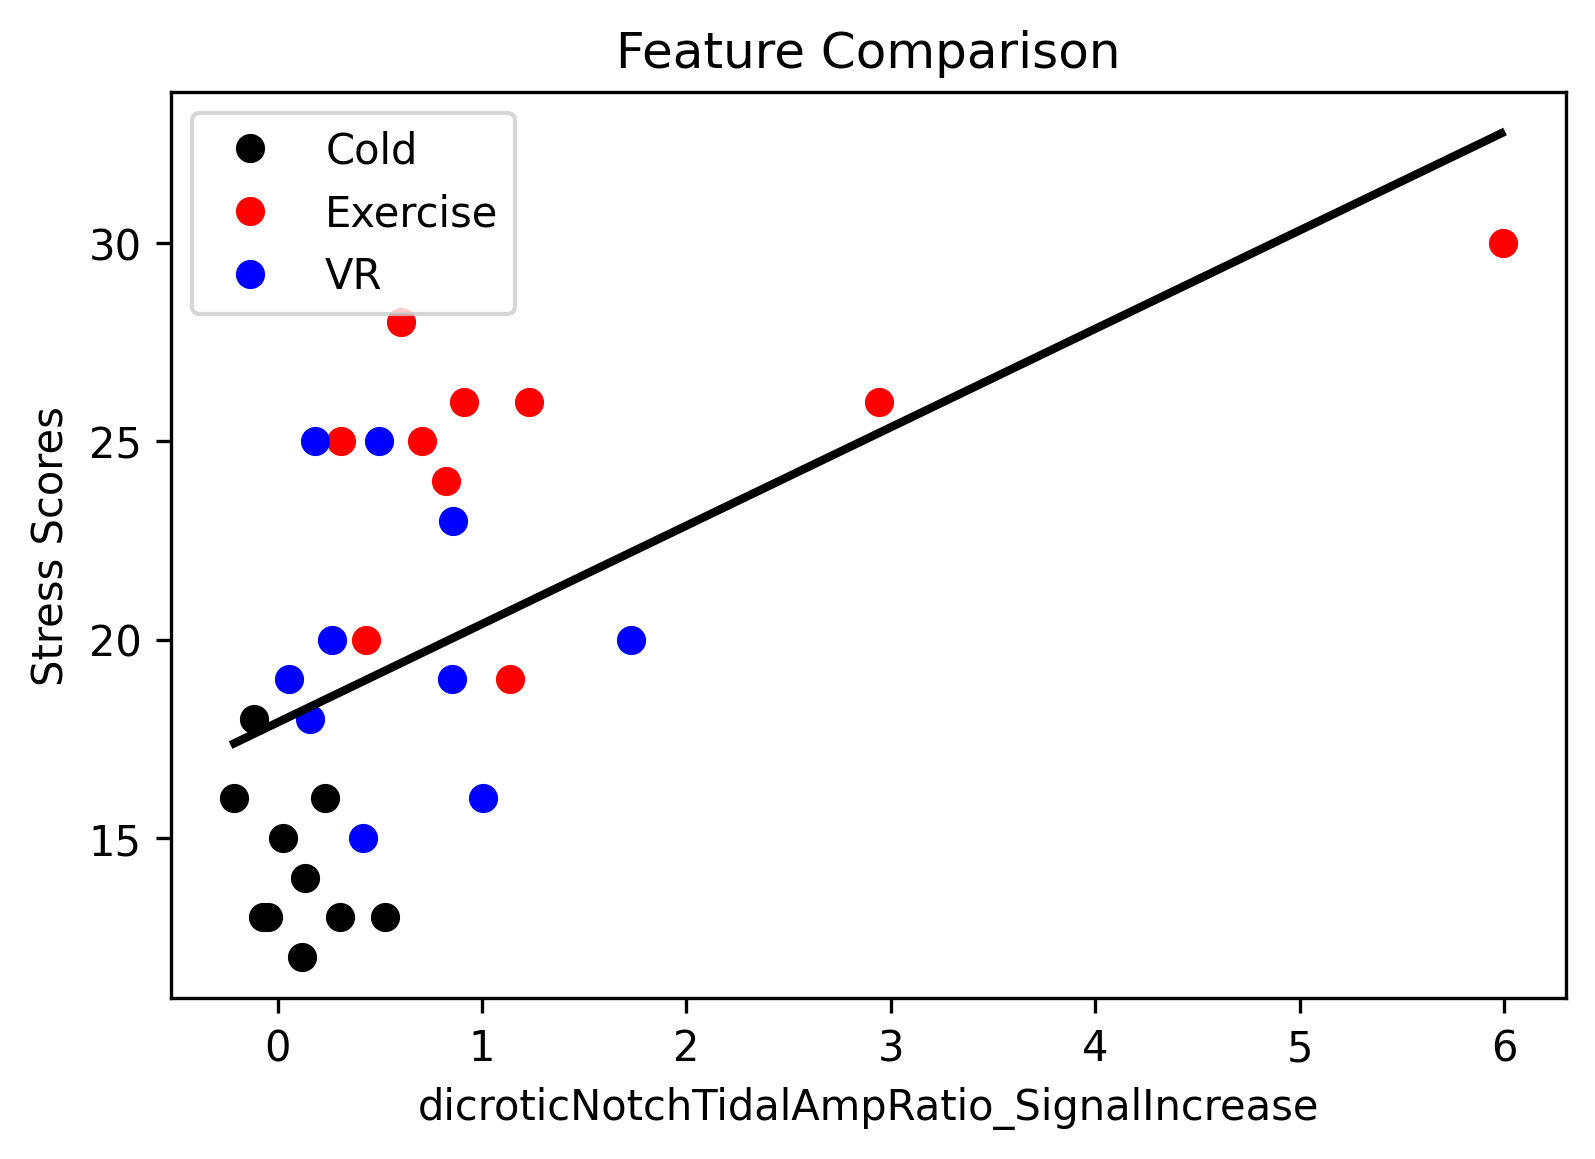 Feature Comparison
Cold
Exercise
VR
30
25
20
15
Stress Scores
0 1 2 3 4 5 6
dicroticNotchTidalAmpRatio_SignalIncrease